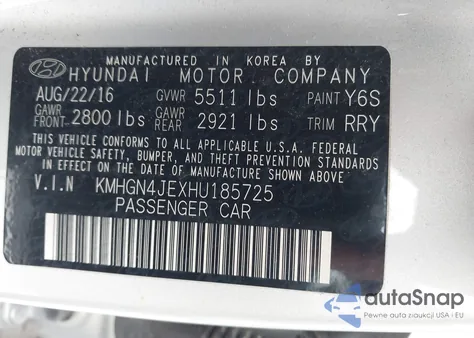 MANUFACTURED IN KOREA BY
HYUNDAI MOTOR COMPANY
AUG/22/16 GVWR 5511 lbs PAINT Y6S
GAWR FRONT 2800 lbs GAWR REAR 2921 lbs TRIM RRY
THIS VEHICLE CONFORMS TO ALL APPLICABLE U.S.A. FEDERAL
MOTOR VEHICLE SAFETY, BUMPER, AND THEFT PREVENTION STANDARDS
IN EFFECT ON THE DATE OF MANUFACTURE SHOWN ABOVE.
V.I.N KMHGN4JEXHU185725
PASSENGER CAR
autoSnap
Pewne auta z aukcji USA i EU